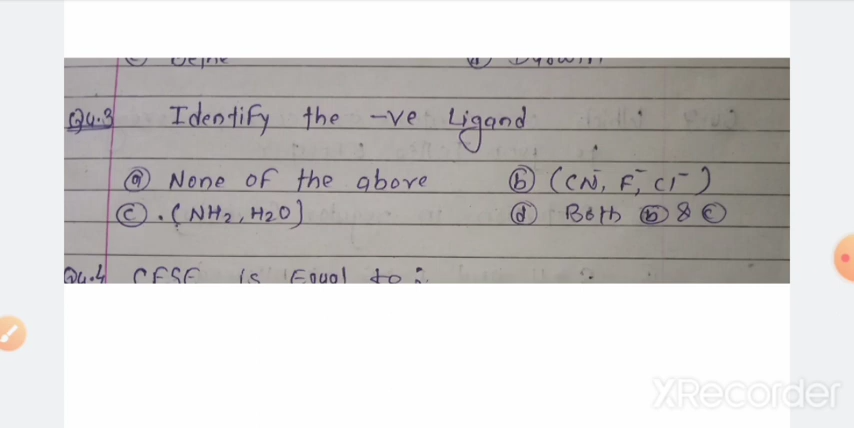 Q4.3 Identify the -ve Ligand
ⓐ None of the above ⓑ (CN⁻, F⁻, Cl⁻)
ⓒ .(NH2, H2O) ⓓ Both ⓑ & ⓒ
Q4.4 CFSE is Equal to
XRecorder